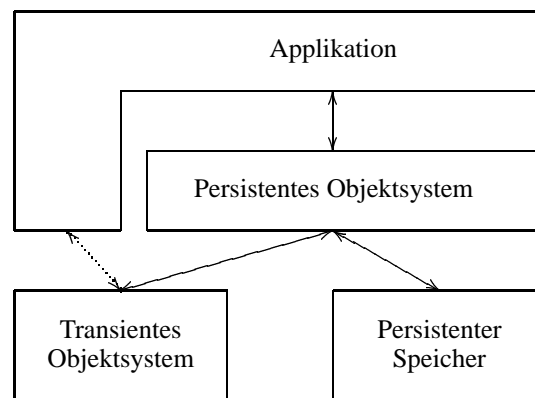 Applikation
Persistentes Objektsystem
Transientes
Objektsystem
Persistenter
Speicher